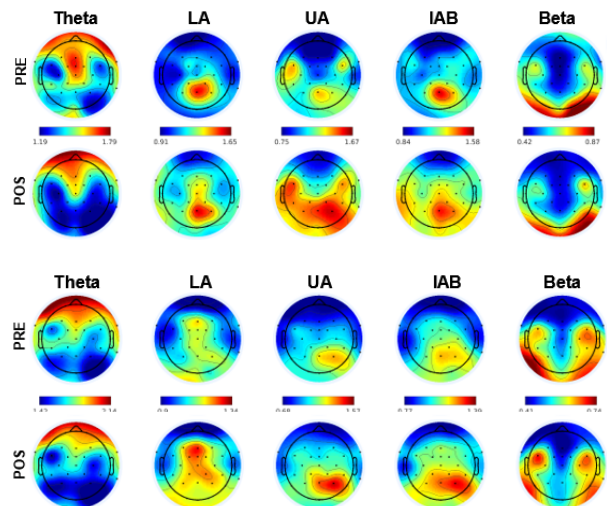 Theta LA UA IAB Beta
PRE
1.19 1.79 0.91 1.65 0.75 1.67 0.84 1.58 0.42 0.87
POS
Theta LA UA IAB Beta
PRE
1.42 2.14 0.9 1.34 0.68 1.52 0.77 1.39 0.42 0.74
POS